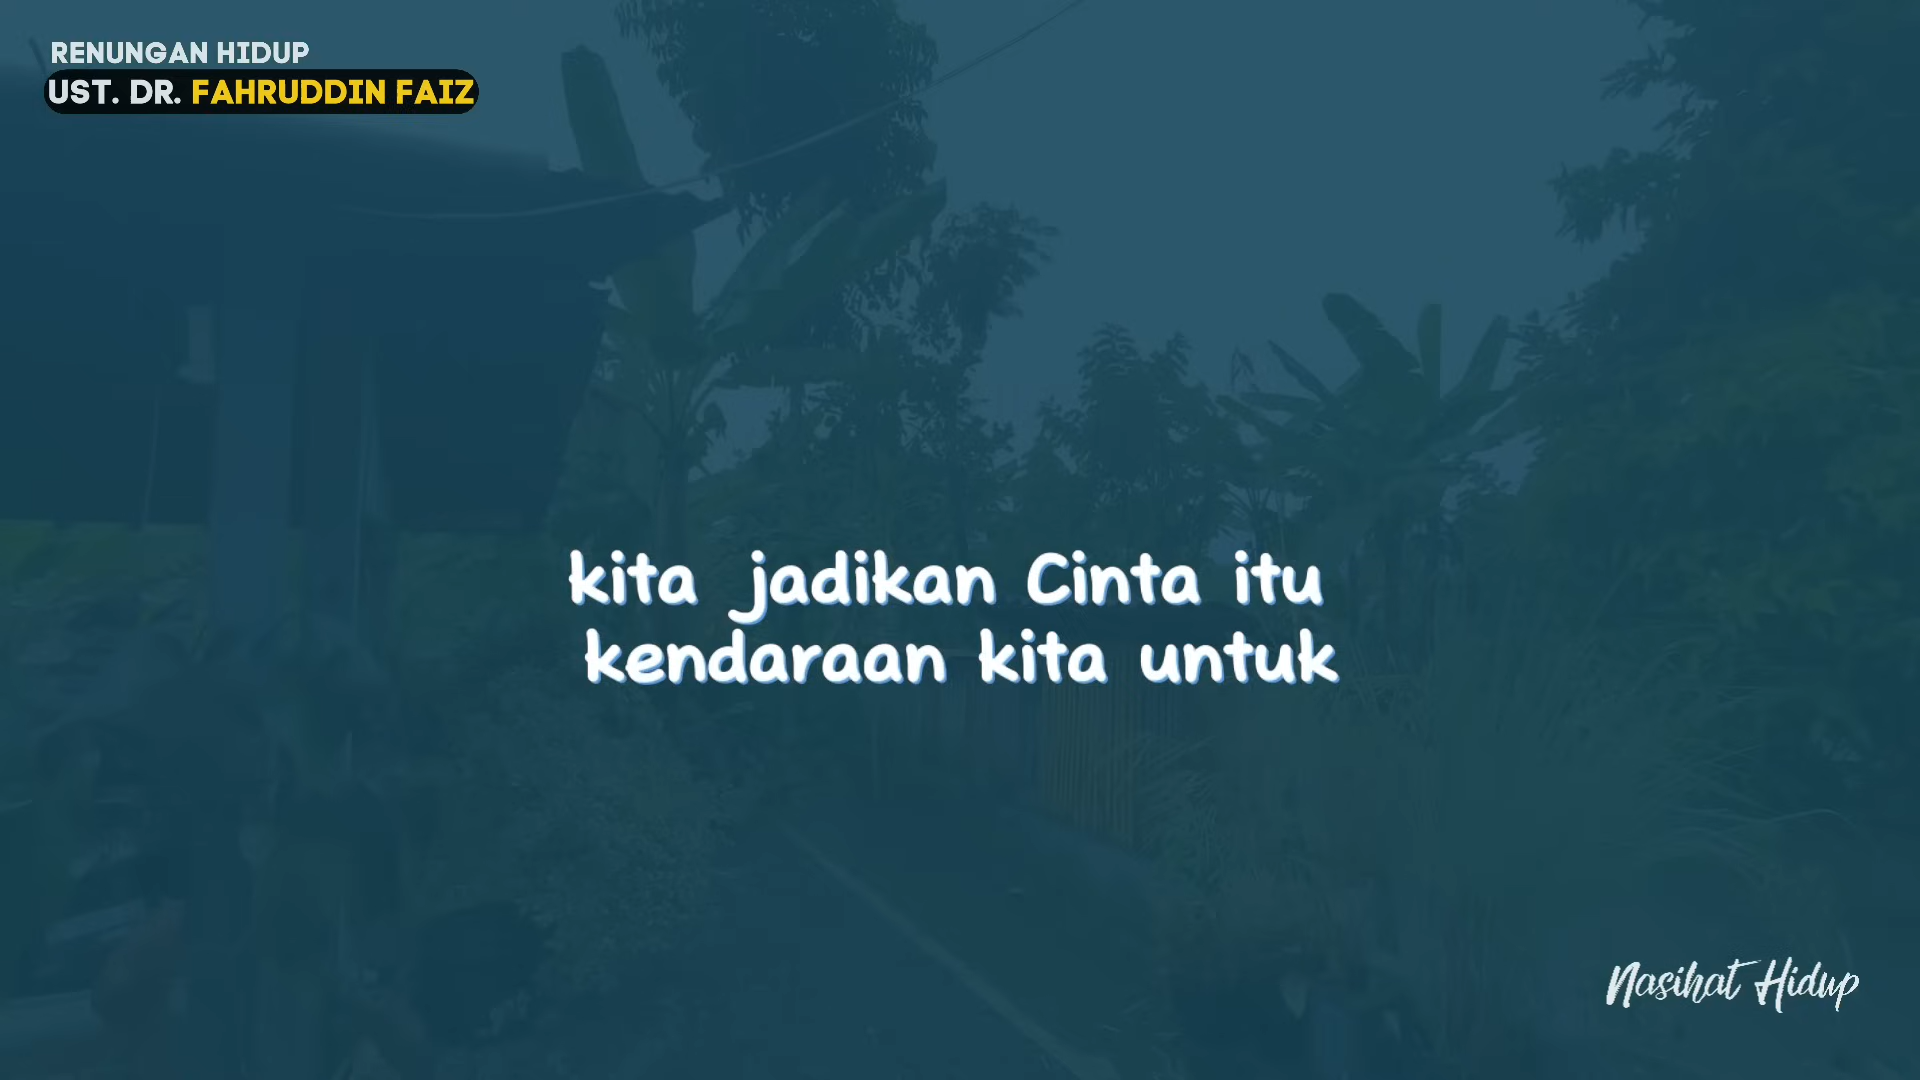 RENUNGAN HIDUP
UST. DR. FAHRUDDIN FAIZ
kita jadikan Cinta itu
kendaraan kita untuk
Nasihat Hidup